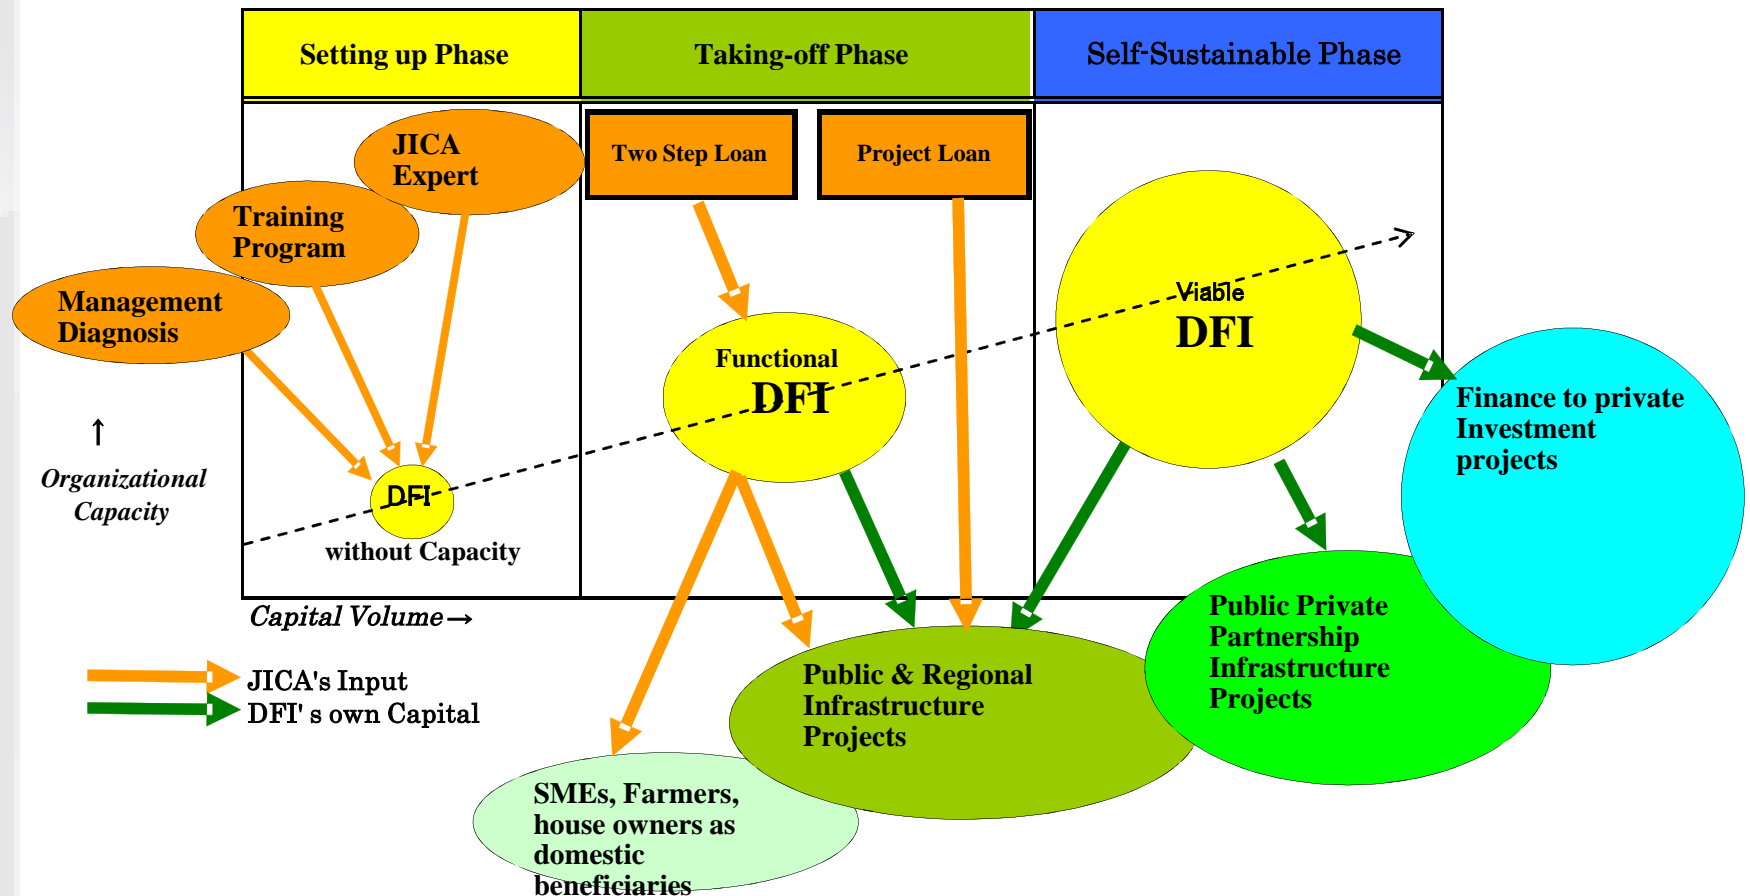 Setting up Phase
Taking-off Phase
Self-Sustainable Phase
JICA
Expert
Two Step Loan
Project Loan
Training
Program
Management
Diagnosis
Viable
DFI
Functional
DFI
Finance to private
Investment
projects
↑
Organizational
Capacity
DFI
without Capacity
Capital Volume→
Public Private
Partnership
Infrastructure
Projects
JICA's Input
DFI' s own Capital
Public & Regional
Infrastructure
Projects
SMEs, Farmers,
house owners as
domestic
beneficiaries